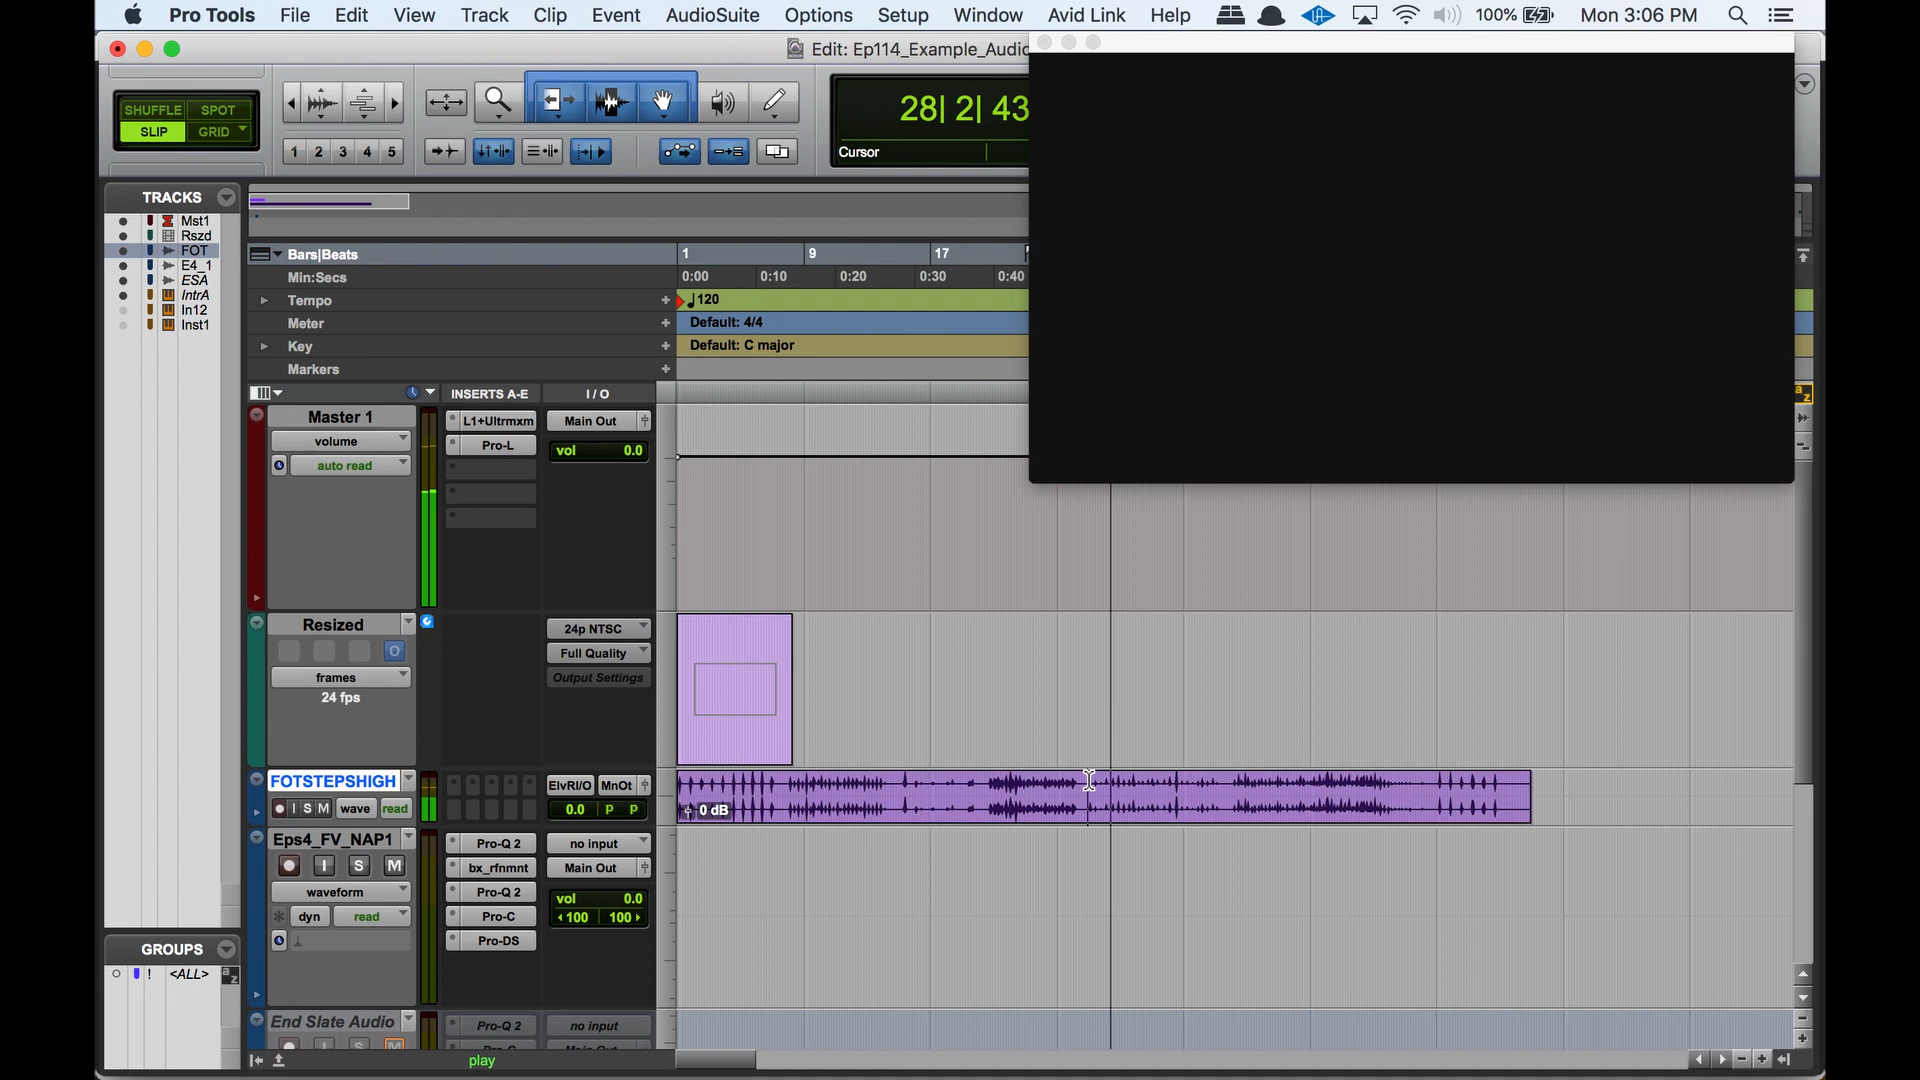 Pro Tools File Edit View Track Clip Event AudioSuite Options Setup Window Avid Link Help 100% Mon 3:06 PM
Edit: Ep114_Example_Audio
SHUFFLE SPOT
SLIP GRID
1 2 3 4 5
28| 2| 43
Cursor
TRACKS
Mst1
Rszd
FOT
E4_1
ESA
IntrA
In12
Inst1
Bars|Beats 1 9 17
Min:Secs 0:00 0:10 0:20 0:30 0:40
Tempo + 120
Meter + Default: 4/4
Key + Default: C major
Markers +
INSERTS A-E I / O
Master 1 L1+Ultrmxm Main Out
volume Pro-L vol 0.0
auto read
Resized 24p NTSC
O Full Quality
frames Output Settings
24 fps
FOTSTEPSHIGH ElvRI/O MnOt
I S M wave read 0.0 P P 0 dB
Eps4_FV_NAP1 Pro-Q 2 no input
I S M bx_rfnmnt Main Out
waveform Pro-Q 2 vol 0.0
dyn read Pro-C 100 100
Pro-DS
GROUPS
! <ALL> a z
End Slate Audio Pro-Q 2 no input
I S M Pro-C Main Out
play